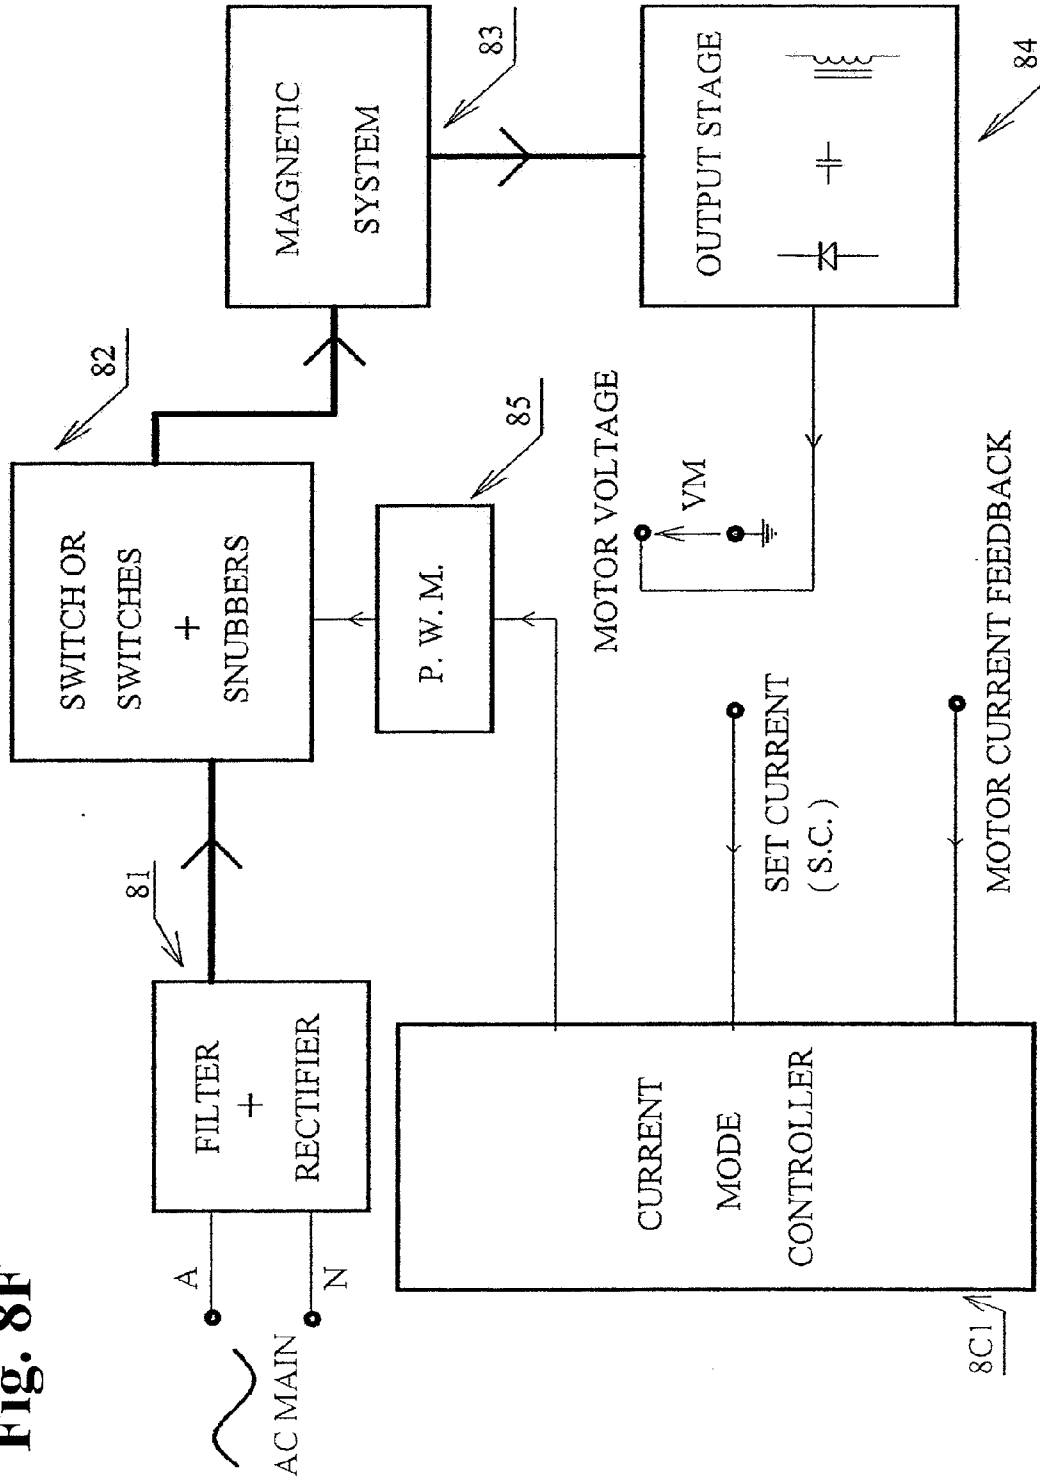 Fig. 8F
AC MAIN
A
N
FILTER
+
RECTIFIER
81
SWITCH OR
SWITCHES
+
SNUBBERS
82
MAGNETIC
SYSTEM
83
P. W. M.
85
OUTPUT STAGE
84
MOTOR VOLTAGE
VM
CURRENT
MODE
CONTROLLER
8C1
SET CURRENT
( S.C. )
MOTOR CURRENT FEEDBACK